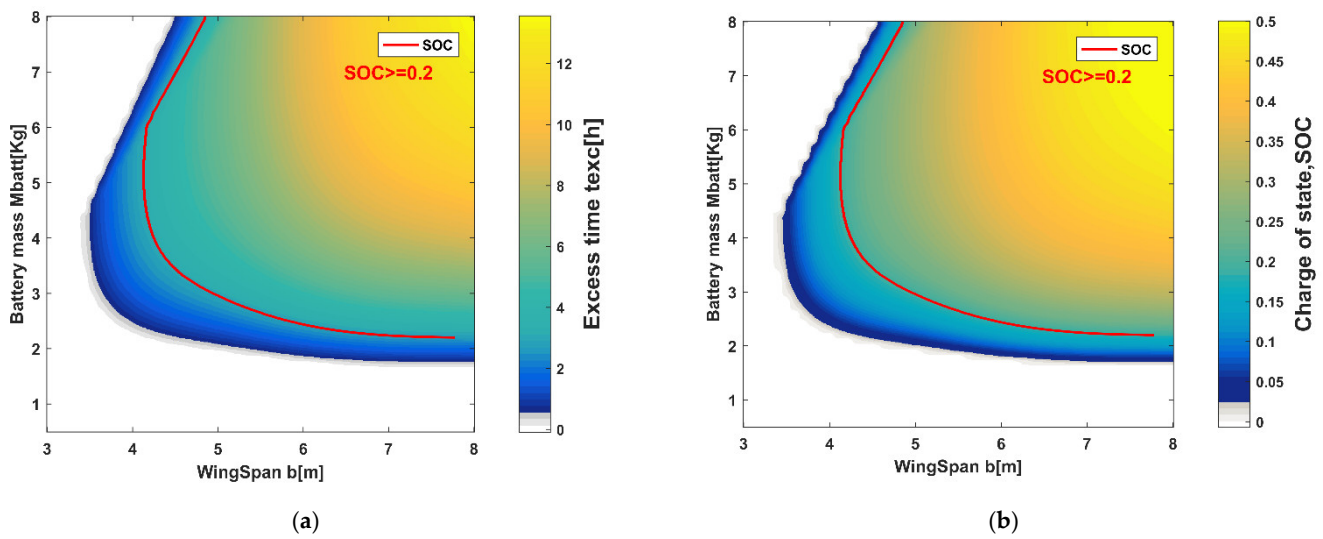 8
7
6
5
4
3
2
1
Battery mass Mbatt[Kg]
3 4 5 6 7 8
WingSpan b[m]
SOC
SOC>=0.2
12
10
8
6
4
2
0
Excess time texc[h]
(a)
8
7
6
5
4
3
2
1
Battery mass Mbatt[Kg]
3 4 5 6 7 8
WingSpan b[m]
SOC
SOC>=0.2
0.5
0.45
0.4
0.35
0.3
0.25
0.2
0.15
0.1
0.05
0
Charge of state,SOC
(b)